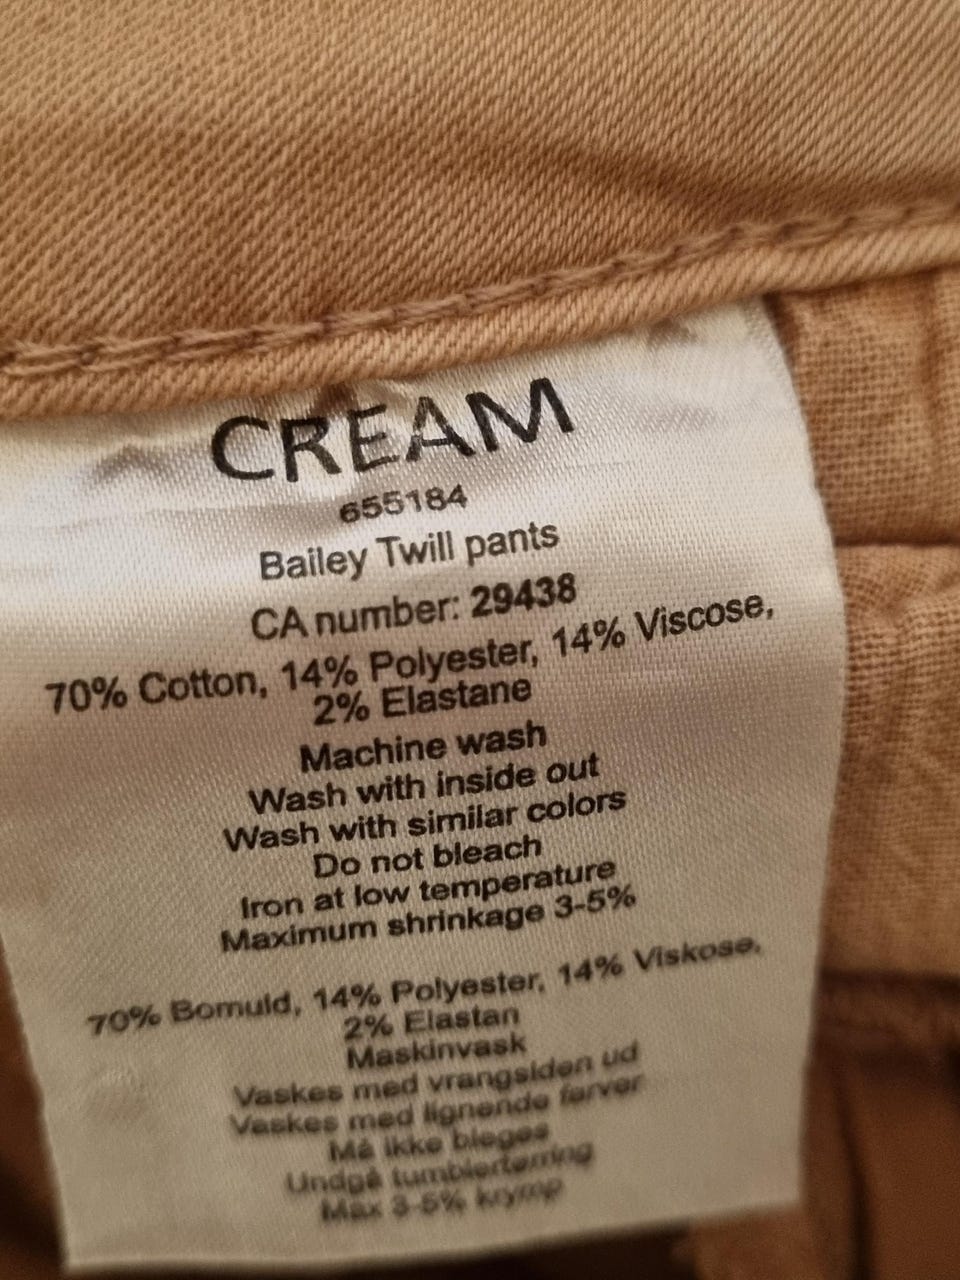 CREAM
655184
Bailey Twill pants
CA number: 29438
70% Cotton, 14% Polyester, 14% Viscose,
2% Elastane
Machine wash
Wash with inside out
Wash with similar colors
Do not bleach
Iron at low temperature
Maximum shrinkage 3-5%
70% Bomuld, 14% Polyester, 14% Viskose,
2% Elastan
Maskinvask
Vaskes med vrangsiden ud
Vaskes med lignende farver
Må ikke bleges
Undgå tumblertørring
Max 3-5% krymp